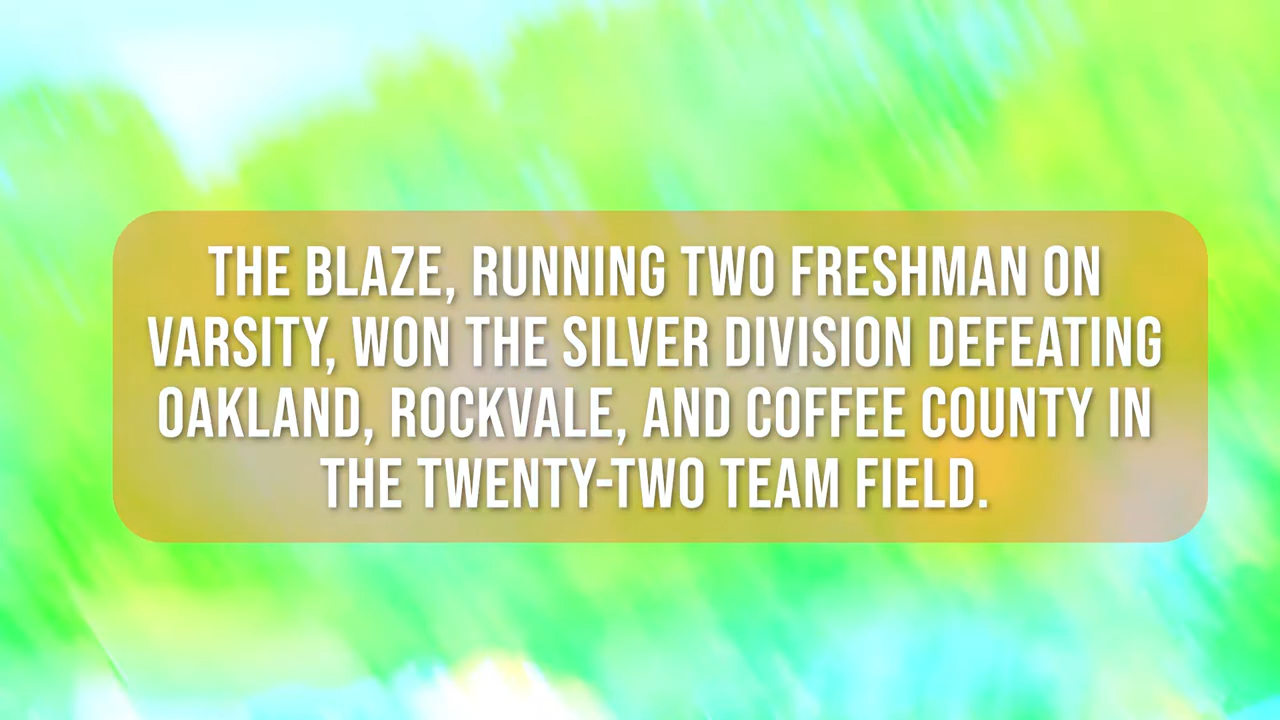 THE BLAZE, RUNNING TWO FRESHMAN ON
VARSITY, WON THE SILVER DIVISION DEFEATING
OAKLAND, ROCKVALE, AND COFFEE COUNTY IN
THE TWENTY-TWO TEAM FIELD.